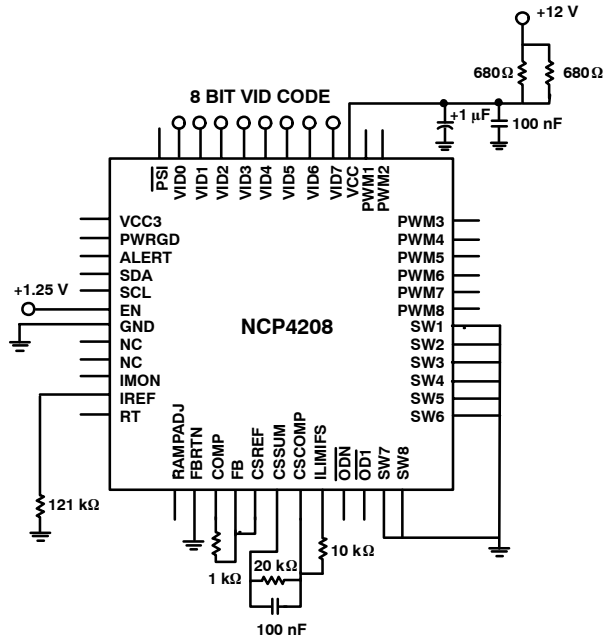 +12 V
680Ω 680Ω
8 BIT VID CODE
+1 μF 100 nF
PSI
VID0
VID1
VID2
VID3
VID4
VID5
VID6
VID7
VCC
PWM1
PWM2
VCC3
PWRGD
ALERT
SDA
SCL
+1.25 V
EN
GND
NC
NC
IMON
IREF
RT
NCP4208
PWM3
PWM4
PWM5
PWM6
PWM7
PWM8
SW1
SW2
SW3
SW4
SW5
SW6
RAMPADJ
FBRTN
COMP
FB
CSREF
CSSUM
CSCOMP
ILIMIFS
ODN
OD1
SW7
SW8
121 kΩ
1 kΩ
20 kΩ
10 kΩ
100 nF